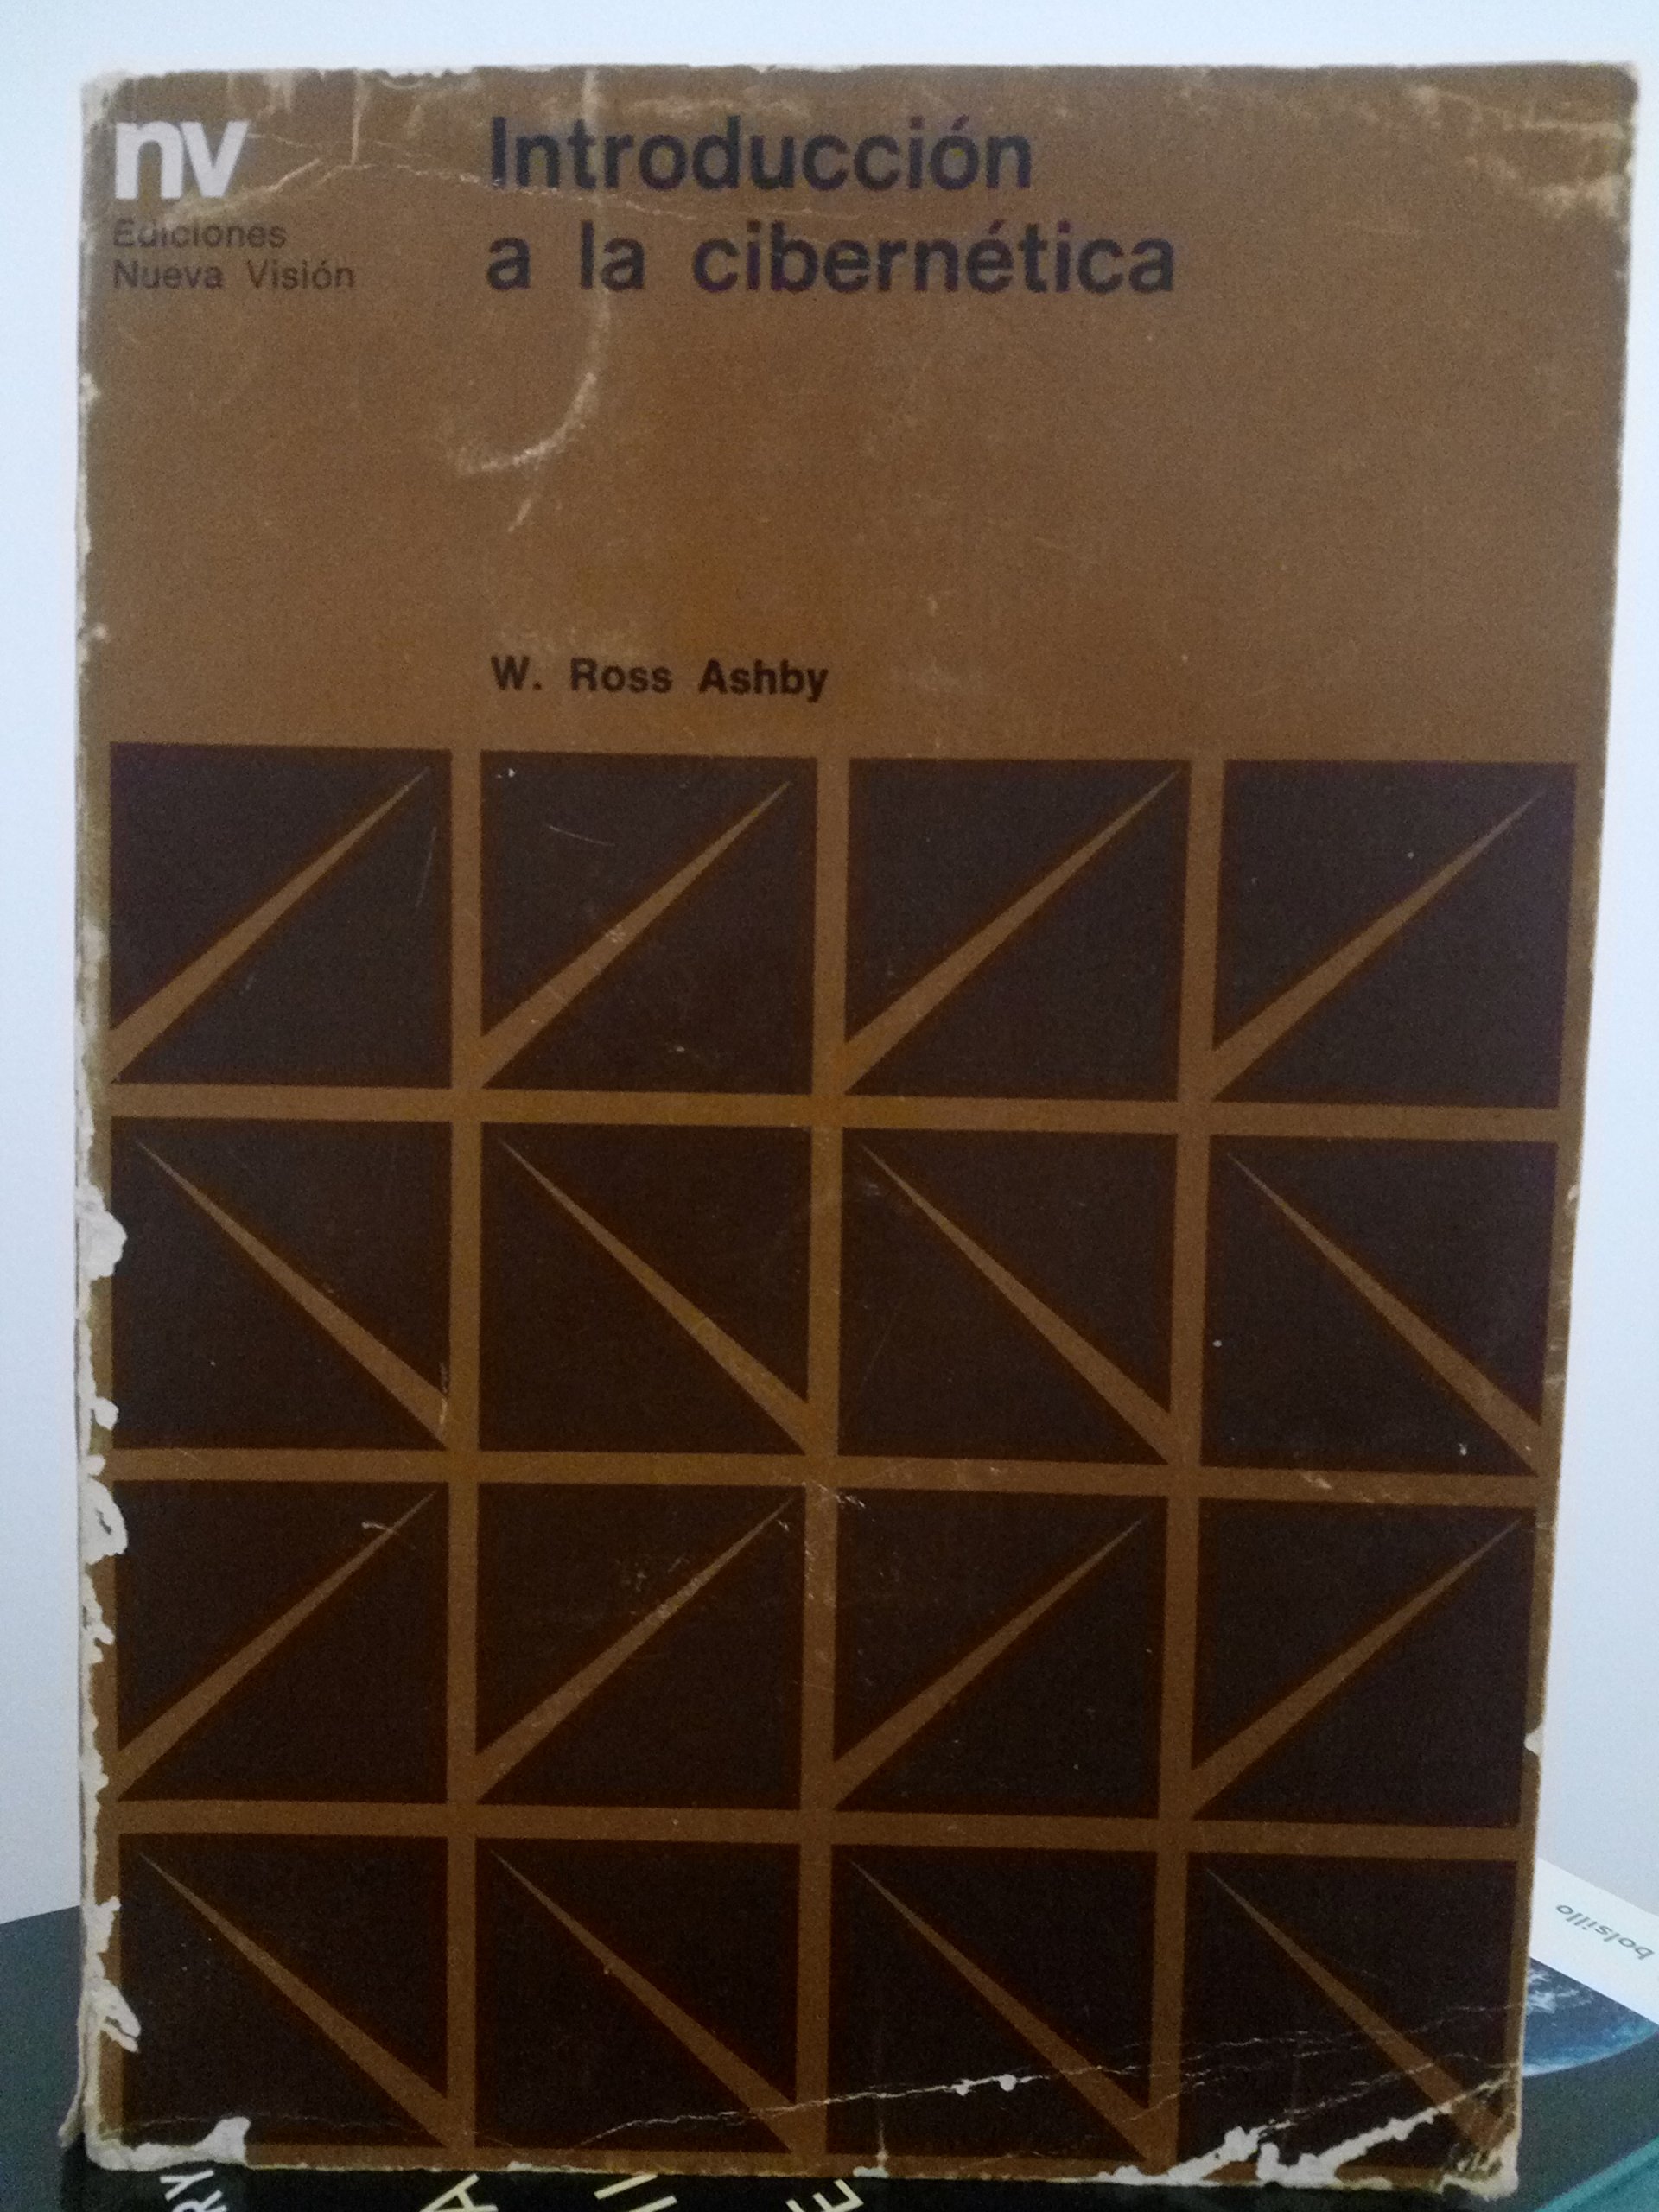 nv
Ediciones
Nueva Visión
Introducción
a la cibernética
W. Ross Ashby
bolsillo